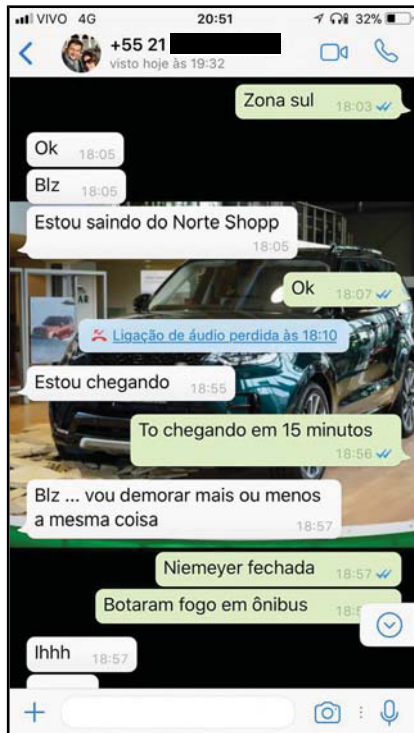 VIVO 4G 20:51 32%
+55 21
visto hoje às 19:32
Zona sul 18:03
Ok 18:05
Blz 18:05
Estou saindo do Norte Shopp
18:05
Ok 18:07
Ligação de áudio perdida às 18:10
Estou chegando 18:55
To chegando em 15 minutos
18:56
Blz ... vou demorar mais ou menos
a mesma coisa 18:57
Niemeyer fechada 18:57
Botaram fogo em ônibus
Ihhh 18:57